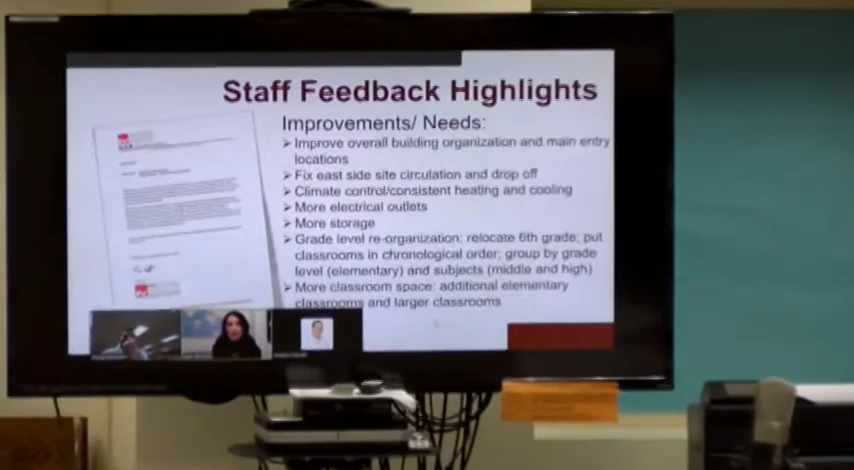 Staff Feedback Highlights
Improvements/ Needs:
➢ Improve overall building organization and main entry
locations
➢ Fix east side site circulation and drop off
➢ Climate control/consistent heating and cooling
➢ More electrical outlets
➢ More storage
➢ Grade level re-organization: relocate 6th grade; put
classrooms in chronological order; group by grade
level (elementary) and subjects (middle and high)
➢ More classroom space: additional elementary
classrooms and larger classrooms